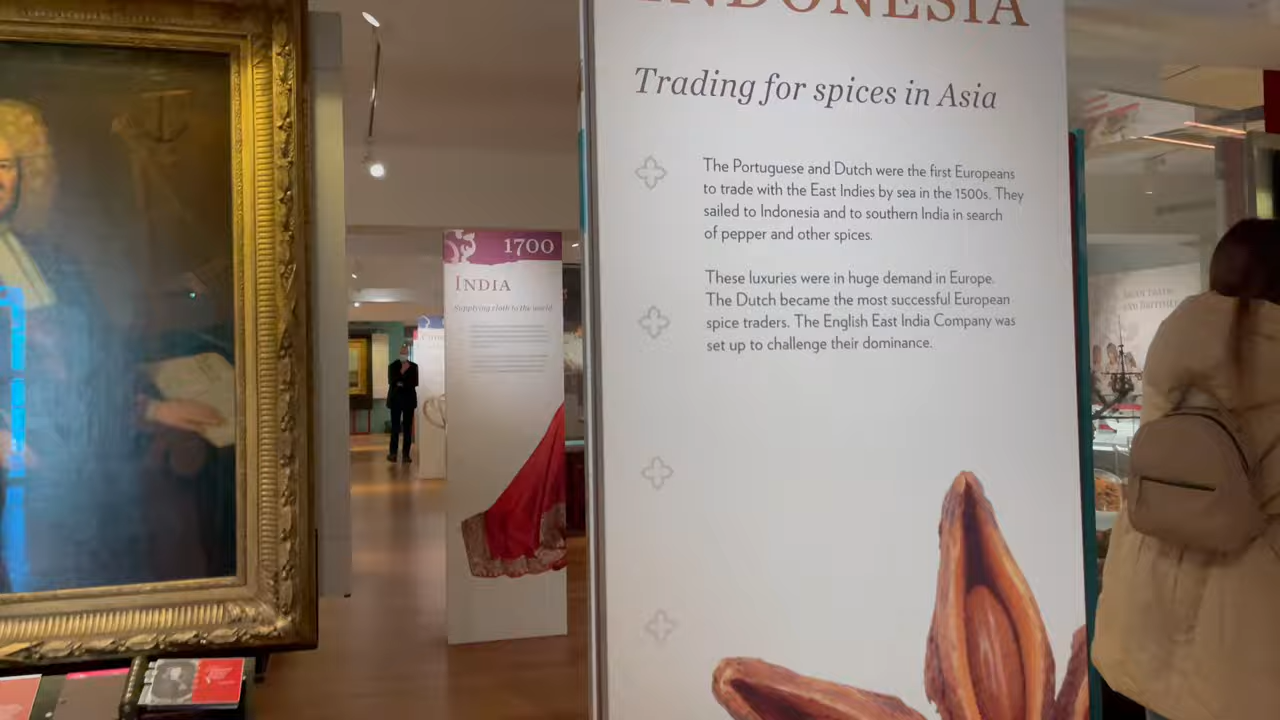 INDONESIA
Trading for spices in Asia
The Portuguese and Dutch were the first Europeans
to trade with the East Indies by sea in the 1500s. They
sailed to Indonesia and to southern India in search
of pepper and other spices.
These luxuries were in huge demand in Europe.
The Dutch became the most successful European
spice traders. The English East India Company was
set up to challenge their dominance.
1700
INDIA
Supplying cloth to the world